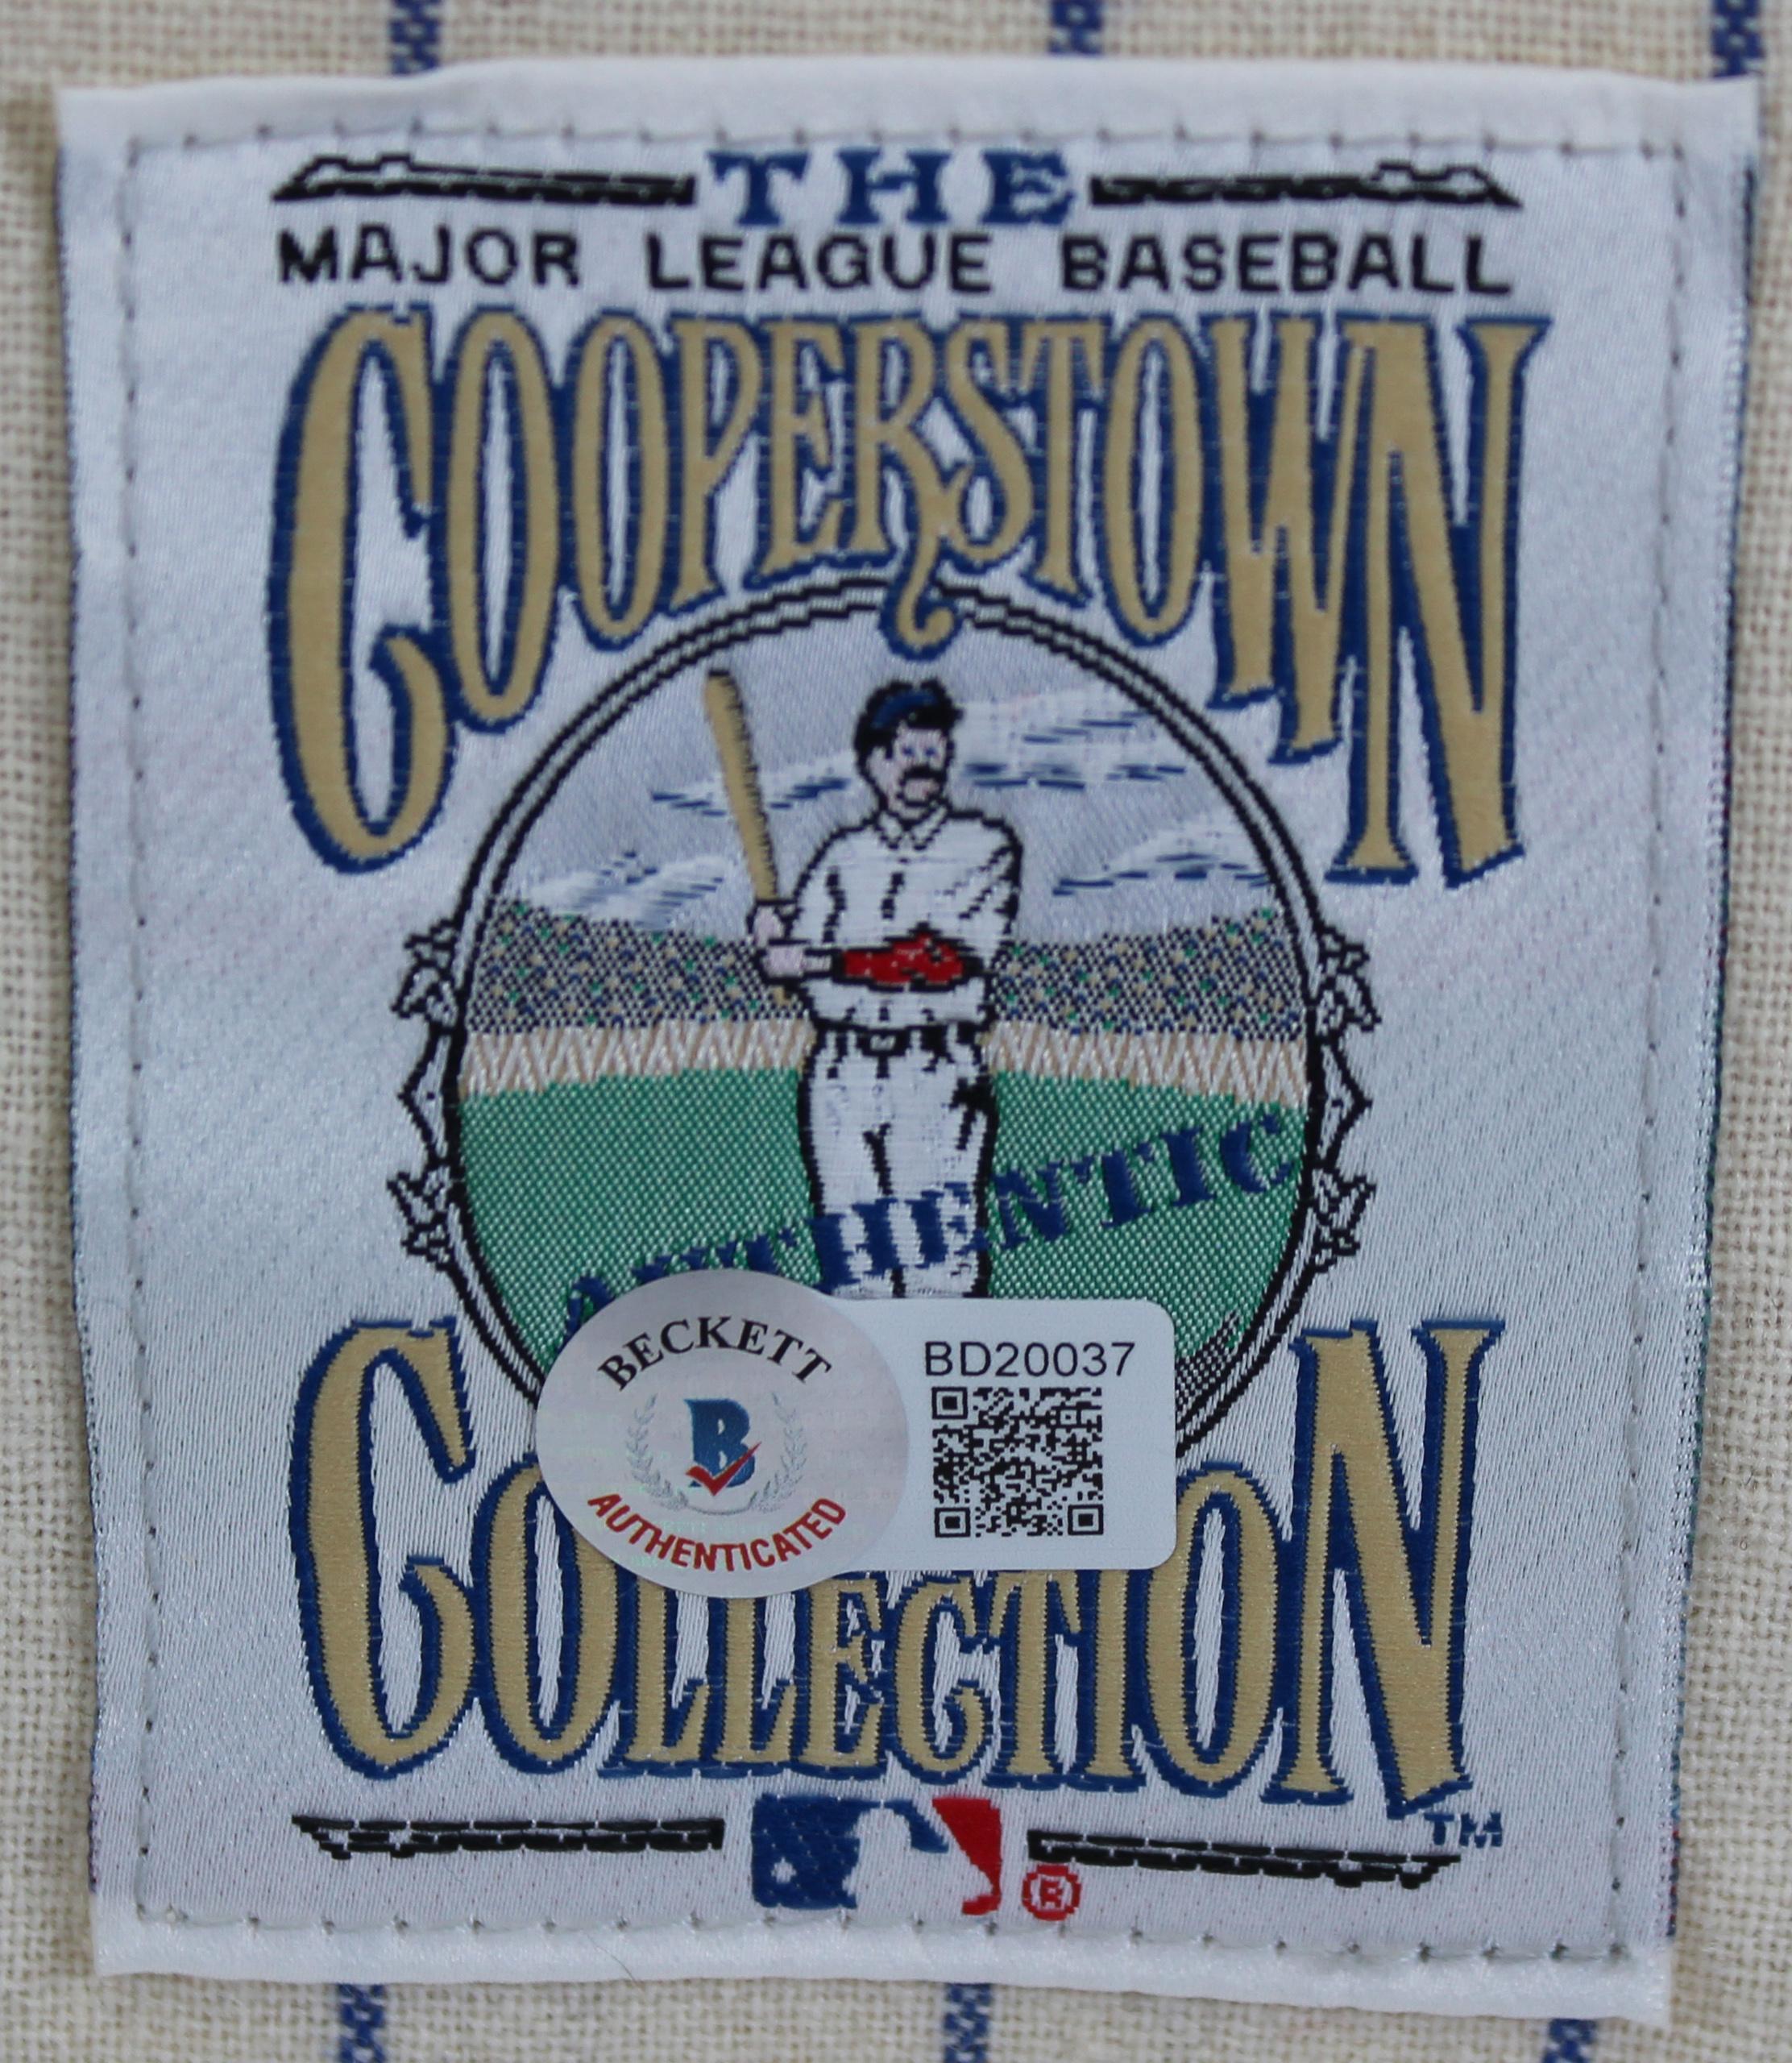 THE
MAJOR LEAGUE BASEBALL
COOPERSTOWN
AUTHENTIC
BECKETT
B
AUTHENTICATED
BD20037
COLLECTION
TM
®